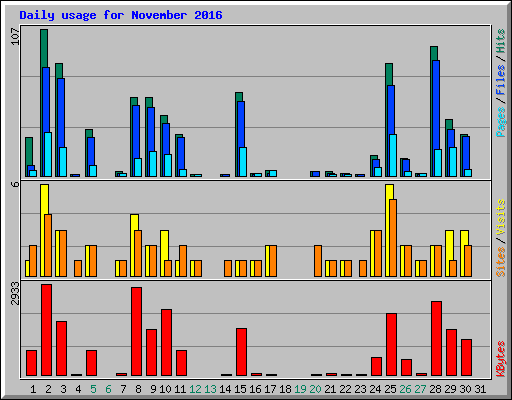 Daily usage for November 2016
107
Pages / Files / Hits
6
Sites / Visits
2933
KBytes
1 2 3 4 5 6 7 8 9 10 11 12 13 14 15 16 17 18 19 20 21 22 23 24 25 26 27 28 29 30 31